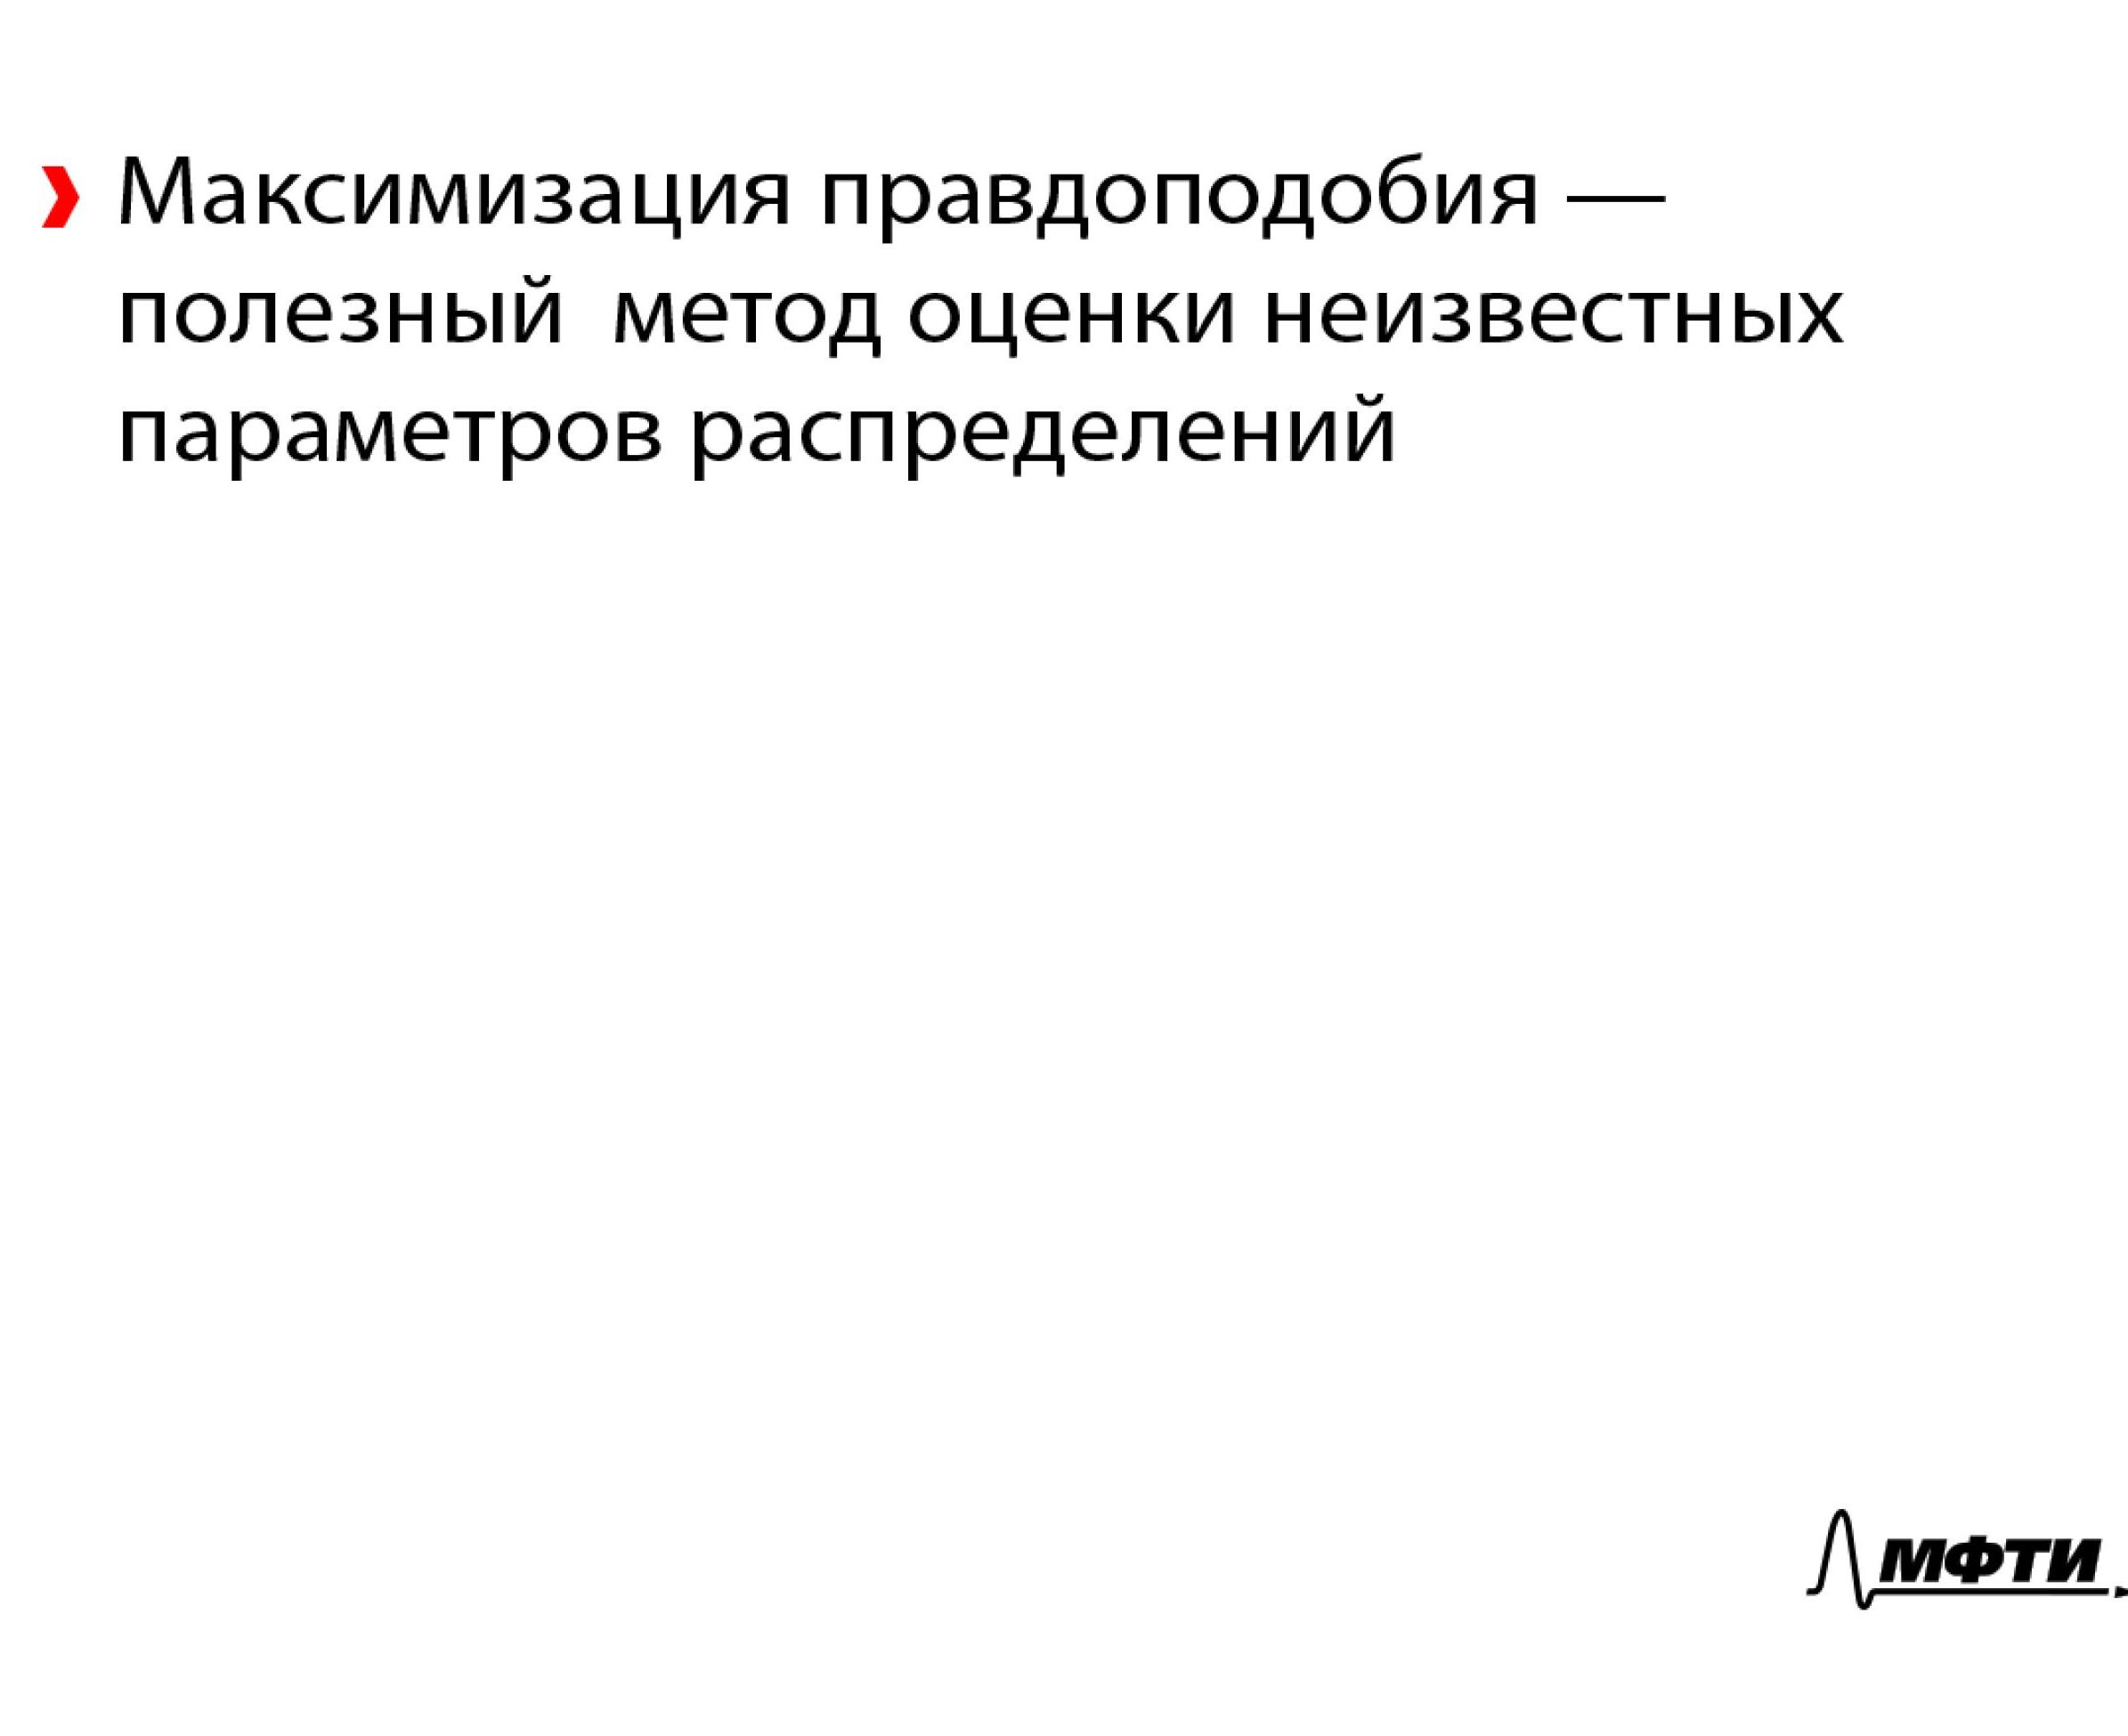 Максимизация правдоподобия —
полезный  метод оценки неизвестных
параметров распределений
МФТИ